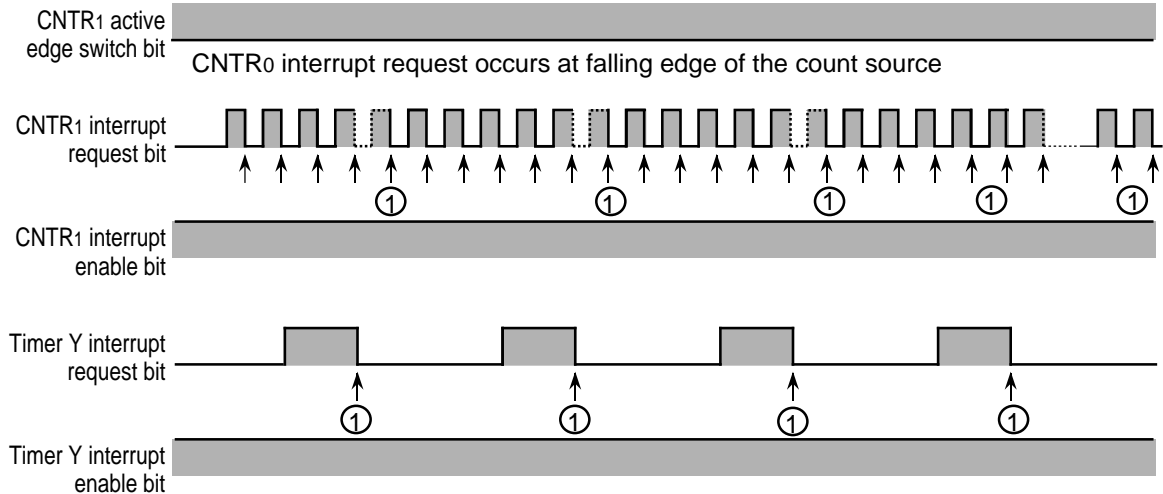 CNTR1 active
edge switch bit
CNTR0 interrupt request occurs at falling edge of the count source
CNTR1 interrupt
request bit
1 1 1 1 1
CNTR1 interrupt
enable bit
Timer Y interrupt
request bit
1 1 1 1
Timer Y interrupt
enable bit